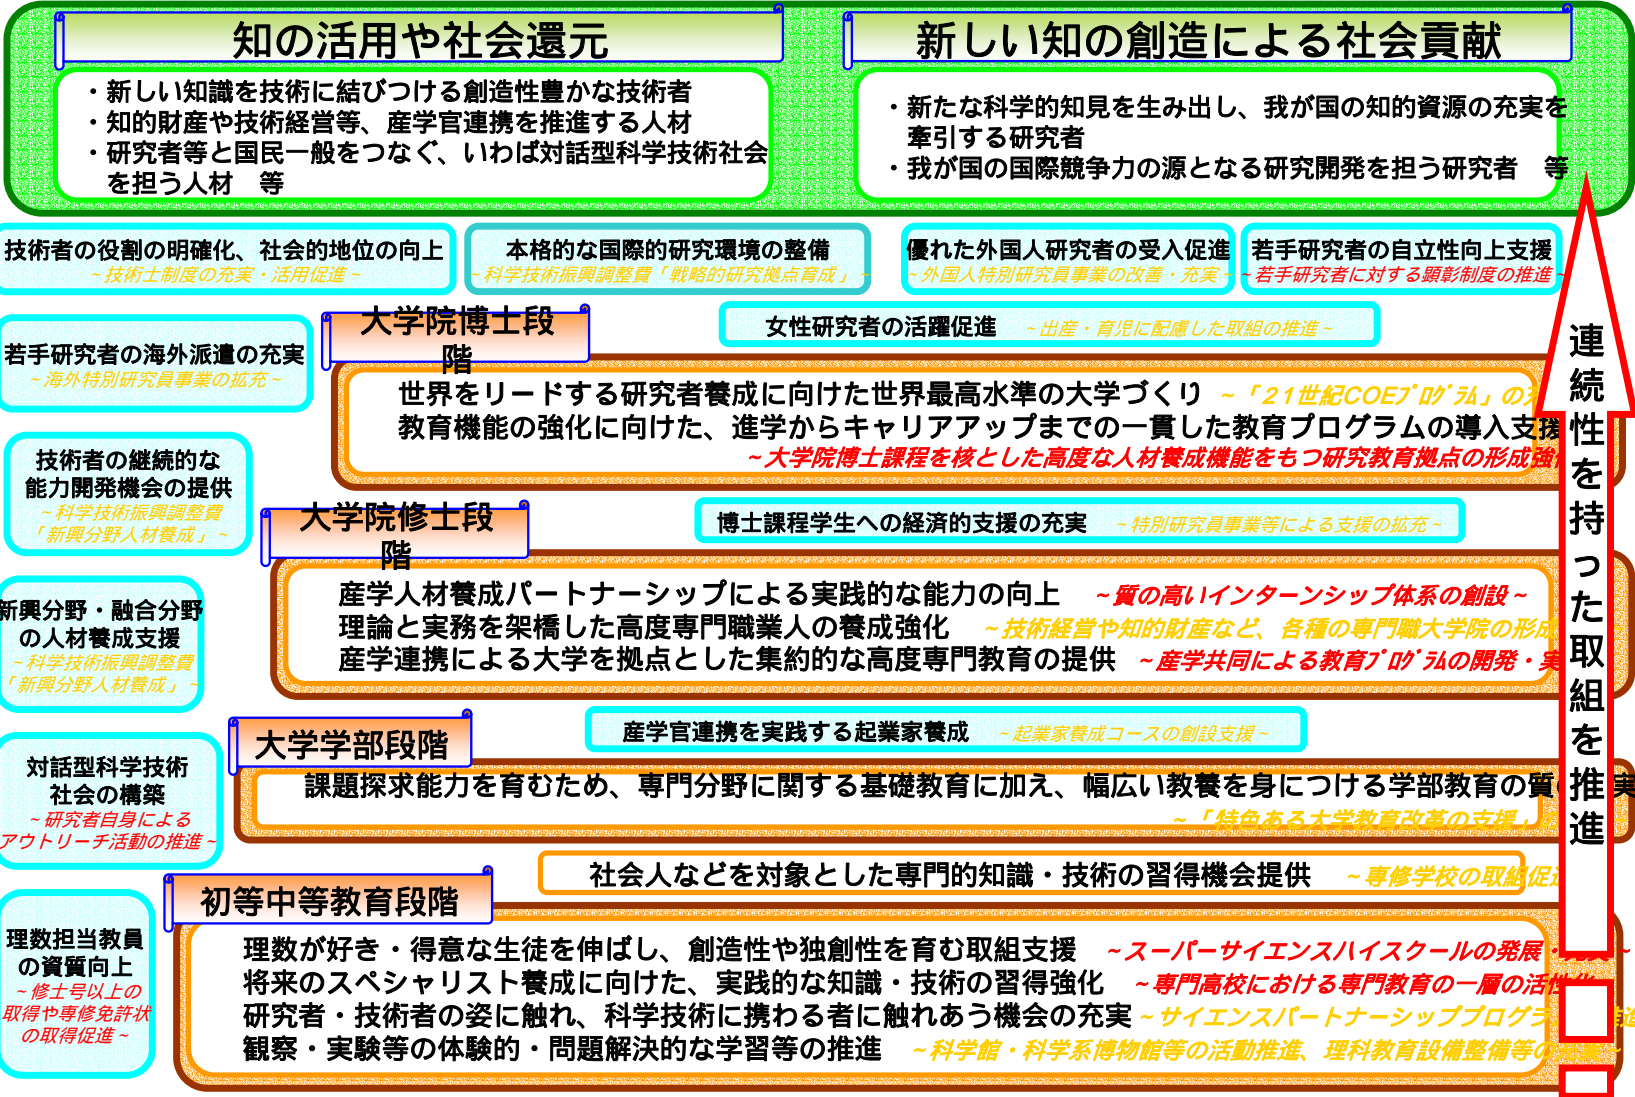 知の活用や社会還元
・新しい知識を技術に結びつける創造性豊かな技術者
・知的財産や技術経営等、産学官連携を推進する人材
・研究者等と国民一般をつなぐ、いわば対話型科学技術社会
を担う人材　等
新しい知の創造による社会貢献
・新たな科学的知見を生み出し、我が国の知的資源の充実を
牽引する研究者
・我が国の国際競争力の源となる研究開発を担う研究者　等
技術者の役割の明確化、社会的地位の向上
~技術士制度の充実・活用促進~
本格的な国際的研究環境の整備
~科学技術振興調整費「戦略的研究拠点育成」~
優れた外国人研究者の受入促進
~外国人特別研究員事業の改善・充実~
若手研究者の自立性向上支援
~若手研究者に対する顕彰制度の推進~
若手研究者の海外派遣の充実
~海外特別研究員事業の拡充~
大学院博士段
階
女性研究者の活躍促進　~出産・育児に配慮した取組の推進~
世界をリードする研究者養成に向けた世界最高水準の大学づくり　~「21世紀COEﾌﾟﾛｸﾞﾗﾑ」の
教育機能の強化に向けた、進学からキャリアアップまでの一貫した教育プログラムの導入支援
~大学院博士課程を核とした高度な人材養成機能をもつ研究教育拠点の形成強
技術者の継続的な
能力開発機会の提供
~科学技術振興調整費
「新興分野人材養成」~
大学院修士段
階
博士課程学生への経済的支援の充実　~特別研究員事業等による支援の拡充~
産学人材養成パートナーシップによる実践的な能力の向上　~質の高いインターンシップ体系の創設~
理論と実務を架橋した高度専門職業人の養成強化　~技術経営や知的財産など、各種の専門職大学院の形成
産学連携による大学を拠点とした集約的な高度専門教育の提供　~産学共同による教育ﾌﾟﾛｸﾞﾗﾑの開発・実
新興分野・融合分野
の人材養成支援
~科学技術振興調整費
「新興分野人材養成」~
大学学部段階
産学官連携を実践する起業家養成　~起業家養成コースの創設支援~
課題探求能力を育むため、専門分野に関する基礎教育に加え、幅広い教養を身につける学部教育の質　実
~「特色ある大学教育改革の支援」
対話型科学技術
社会の構築
~研究者自身による
アウトリーチ活動の推進~
社会人などを対象とした専門的知識・技術の習得機会提供　~専修学校の取組促
初等中等教育段階
理数が好き・得意な生徒を伸ばし、創造性や独創性を育む取組支援　~スーパーサイエンスハイスクールの発展・
将来のスペシャリスト養成に向けた、実践的な知識・技術の習得強化　~専門高校における専門教育の一層の活性
研究者・技術者の姿に触れ、科学技術に携わる者に触れあう機会の充実~サイエンスパートナーシッププログラ
観察・実験等の体験的・問題解決的な学習等の推進　~科学館・科学系博物館等の活動推進、理科教育設備整備等の
理数担当教員
の資質向上
~修士号以上の
取得や専修免許状
の取得促進~
連続性を持った取組を推進